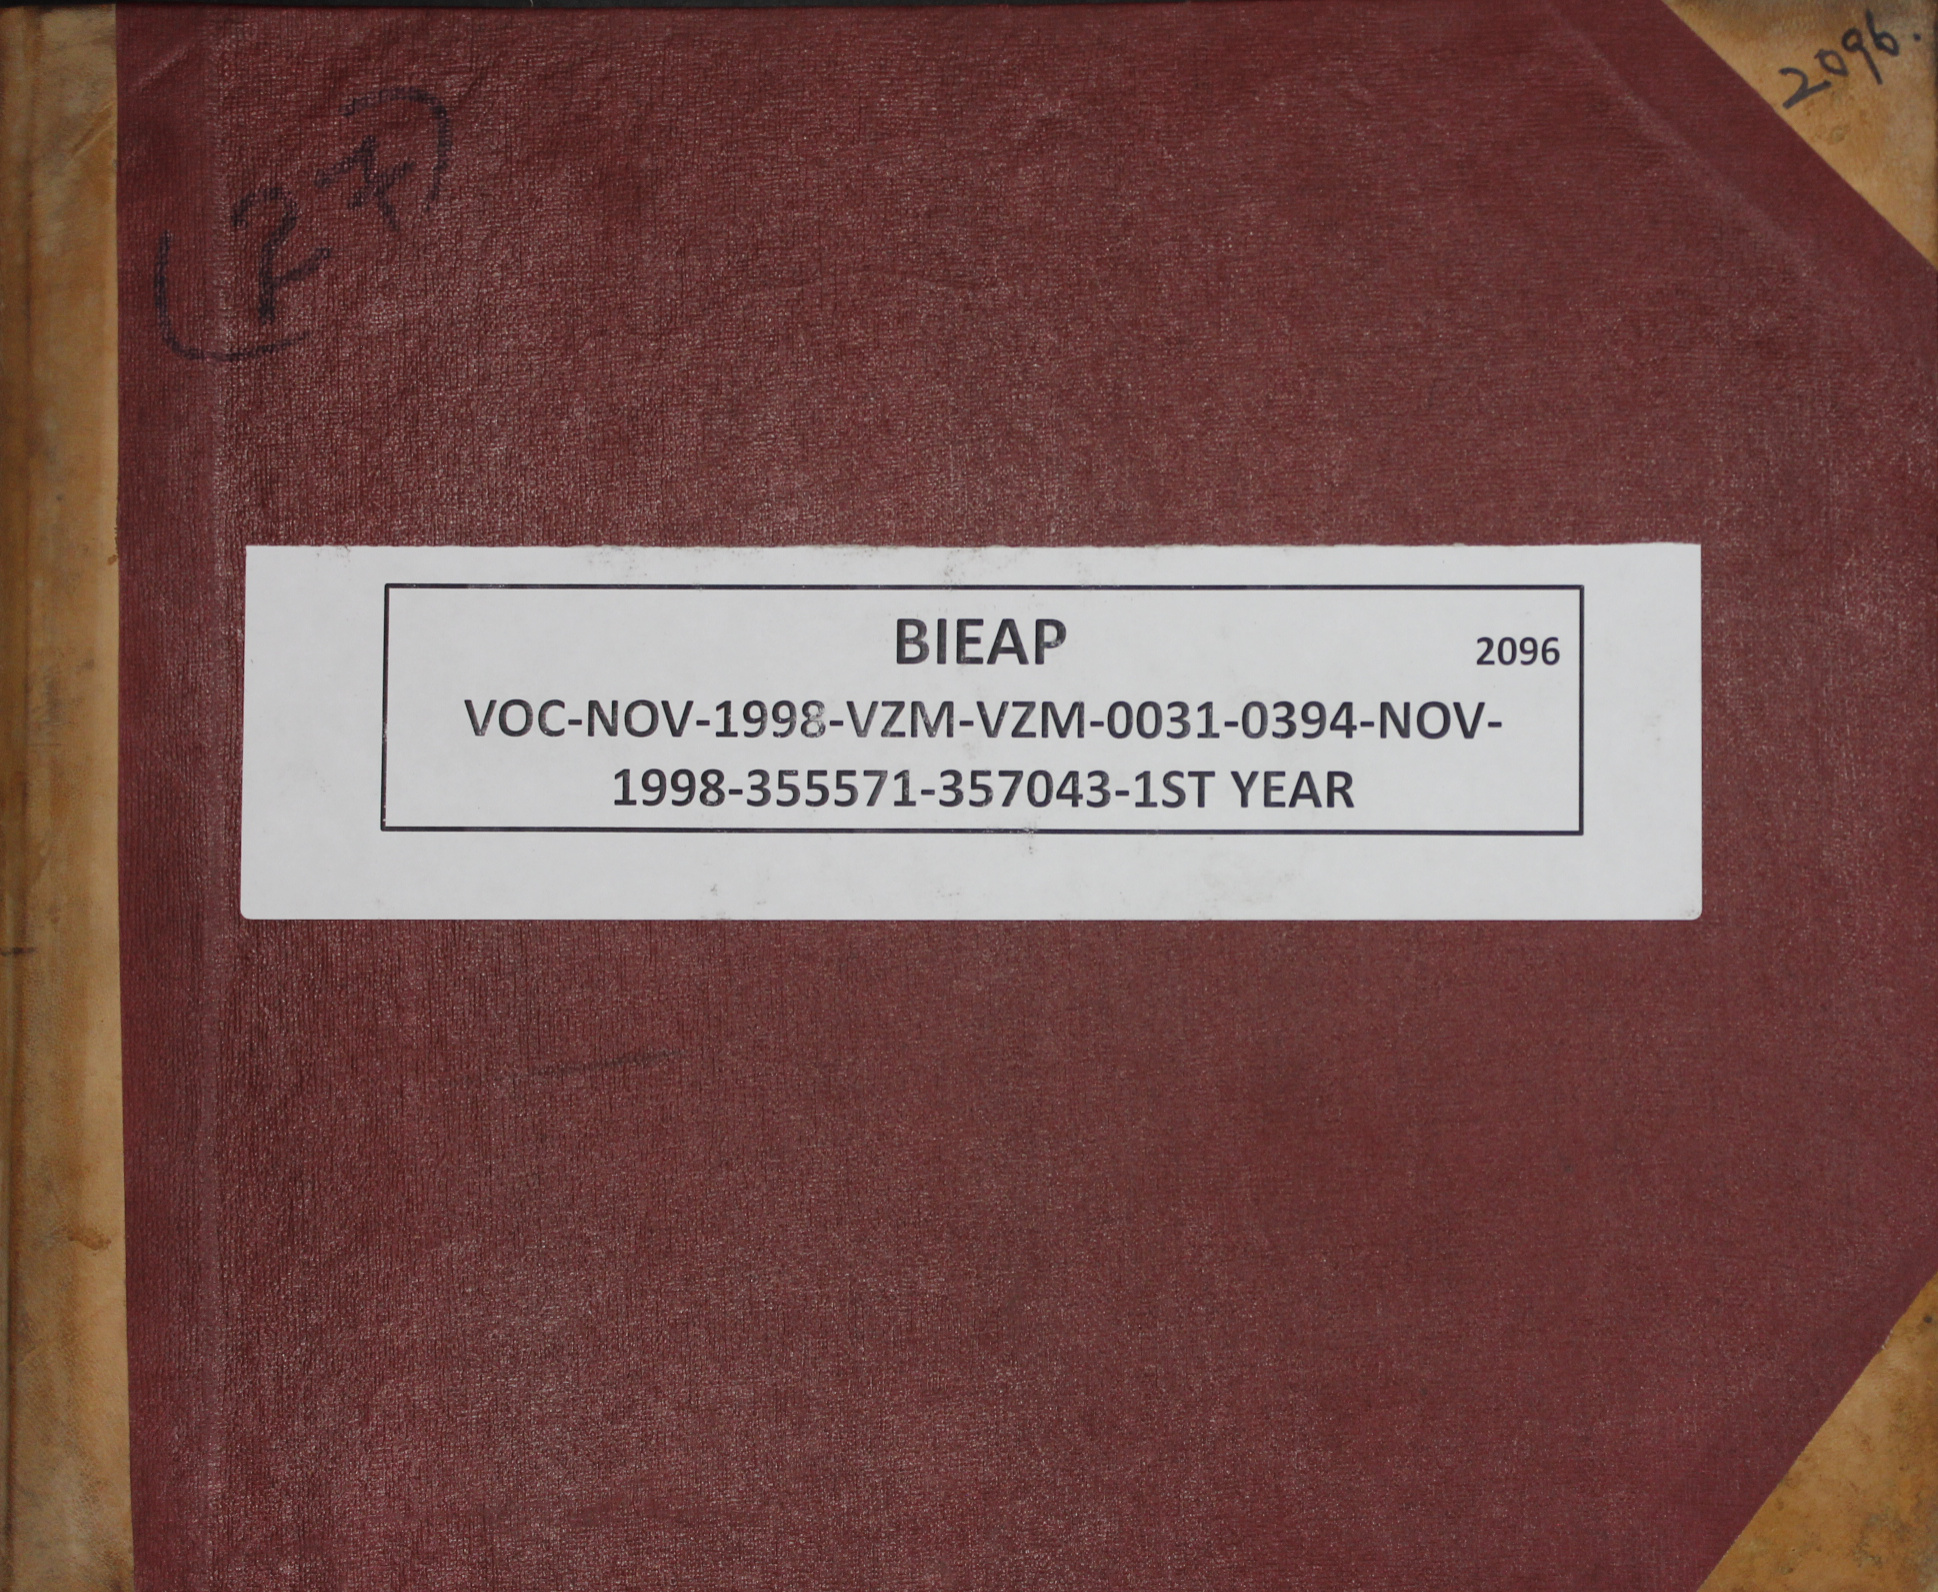 2096.
BIEAP 2096
VOC-NOV-1998-VZM-VZM-0031-0394-NOV-
1998-355571-357043-1ST YEAR